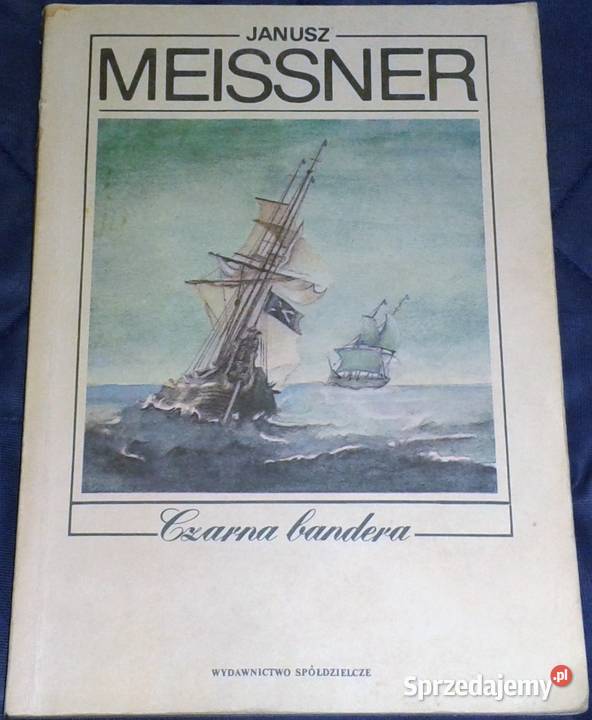 JANUSZ
MEISSNER
Czarna bandera
WYDAWNICTWO SPÓŁDZIELCZE
Sprzedajemy.pl